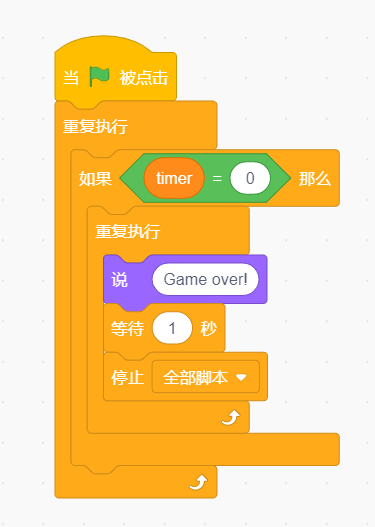 当 被点击
重复执行
如果 timer = 0 那么
重复执行
说 Game over!
等待 1 秒
停止 全部脚本